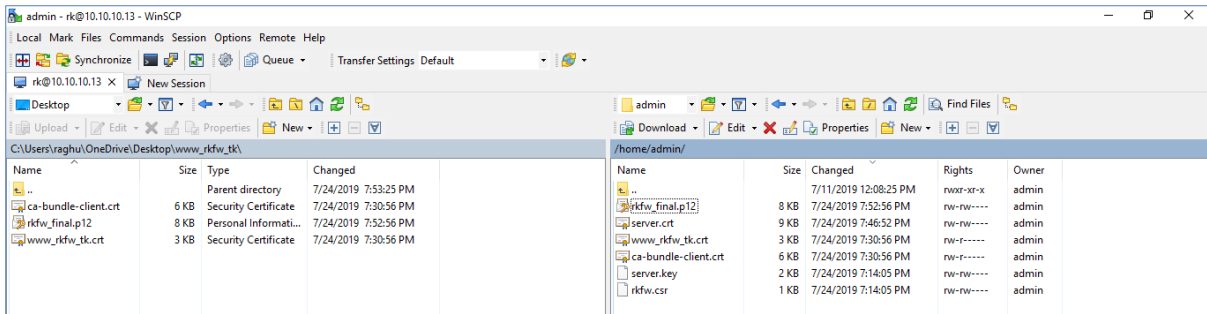 admin - rk@10.10.10.13 - WinSCP
Local Mark Files Commands Session Options Remote Help
Synchronize Queue Transfer Settings Default
rk@10.10.10.13 New Session
Desktop admin Find Files
Upload Edit Properties New Download Edit Properties New
C:\Users\raghu\OneDrive\Desktop\www_rkfw_tk\ /home/admin/
Name Size Type Changed Name Size Changed Rights Owner
.. Parent directory 7/24/2019 7:53:25 PM .. 7/11/2019 12:08:25 PM rwxr-xr-x admin
ca-bundle-client.crt 6 KB Security Certificate 7/24/2019 7:30:56 PM rkfw_final.p12 8 KB 7/24/2019 7:52:56 PM rw-rw---- admin
rkfw_final.p12 8 KB Personal Informati... 7/24/2019 7:52:56 PM server.crt 9 KB 7/24/2019 7:46:52 PM rw-rw---- admin
www_rkfw_tk.crt 3 KB Security Certificate 7/24/2019 7:30:56 PM www_rkfw_tk.crt 3 KB 7/24/2019 7:30:56 PM rw-r----- admin
ca-bundle-client.crt 6 KB 7/24/2019 7:30:56 PM rw-r----- admin
server.key 2 KB 7/24/2019 7:14:05 PM rw-rw---- admin
rkfw.csr 1 KB 7/24/2019 7:14:05 PM rw-rw---- admin